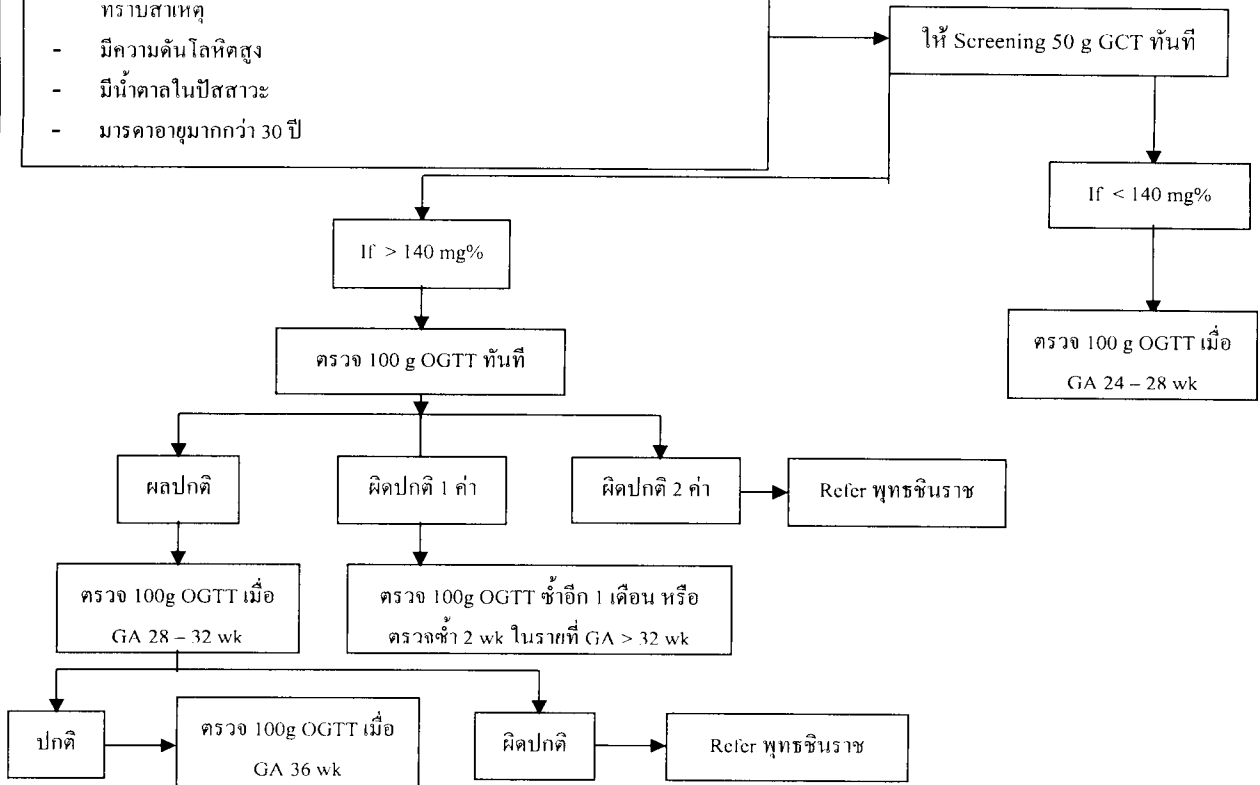 ทราบสาเหตุ
- มีความดันโลหิตสูง
- มีน้ำตาลในปัสสาวะ
- มารดาอายุมากกว่า 30 ปี
ให้ Screening 50 g GCT ทันที
If < 140 mg%
If > 140 mg%
ตรวจ 100 g OGTT เมื่อ
GA 24 – 28 wk
ตรวจ 100 g OGTT ทันที
ผลปกติ
ผิดปกติ 1 ค่า
ผิดปกติ 2 ค่า
Refer พุทธชินราช
ตรวจ 100g OGTT เมื่อ
GA 28 – 32 wk
ตรวจ 100g OGTT ซ้ำอีก 1 เดือน หรือ
ตรวจซ้ำ 2 wk ในรายที่ GA > 32 wk
ปกติ
ตรวจ 100g OGTT เมื่อ
GA 36 wk
ผิดปกติ
Refer พุทธชินราช